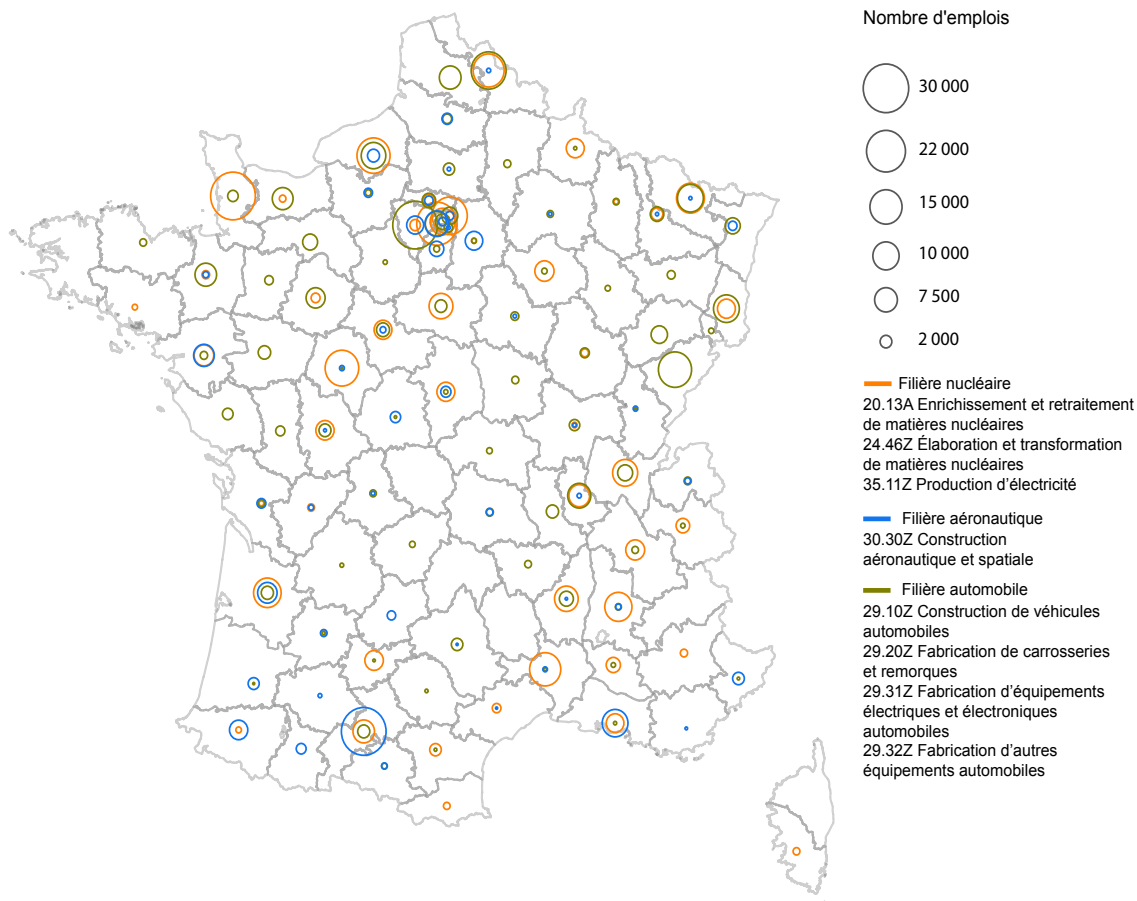 Nombre d'emplois
30 000
22 000
15 000
10 000
7 500
2 000
Filière nucléaire
20.13A Enrichissement et retraitement
de matières nucléaires
24.46Z Élaboration et transformation
de matières nucléaires
35.11Z Production d'électricité
Filière aéronautique
30.30Z Construction
aéronautique et spatiale
Filière automobile
29.10Z Construction de véhicules
automobiles
29.20Z Fabrication de carrosseries
et remorques
29.31Z Fabrication d'équipements
électriques et électroniques
automobiles
29.32Z Fabrication d'autres
équipements automobiles